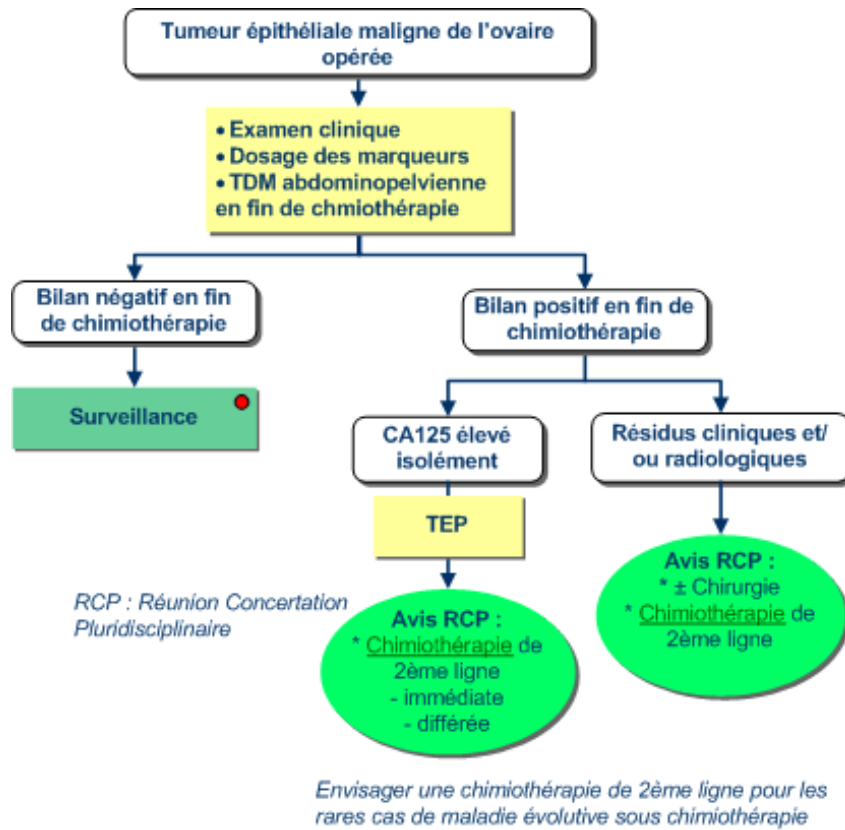 Tumeur épithéliale maligne de l'ovaire
opérée
• Examen clinique
• Dosage des marqueurs
• TDM abdominopelvienne
en fin de chmiothérapie
Bilan négatif en fin
de chimiothérapie
Bilan positif en fin de
chimiothérapie
Surveillance
CA125 élevé
isolément
Résidus cliniques et/
ou radiologiques
TEP
Avis RCP :
* ± Chirurgie
* Chimiothérapie de
2ème ligne
RCP : Réunion Concertation
Pluridisciplinaire
Avis RCP :
* Chimiothérapie de
2ème ligne
- immédiate
- différée
Envisager une chimiothérapie de 2ème ligne pour les
rares cas de maladie évolutive sous chimiothérapie